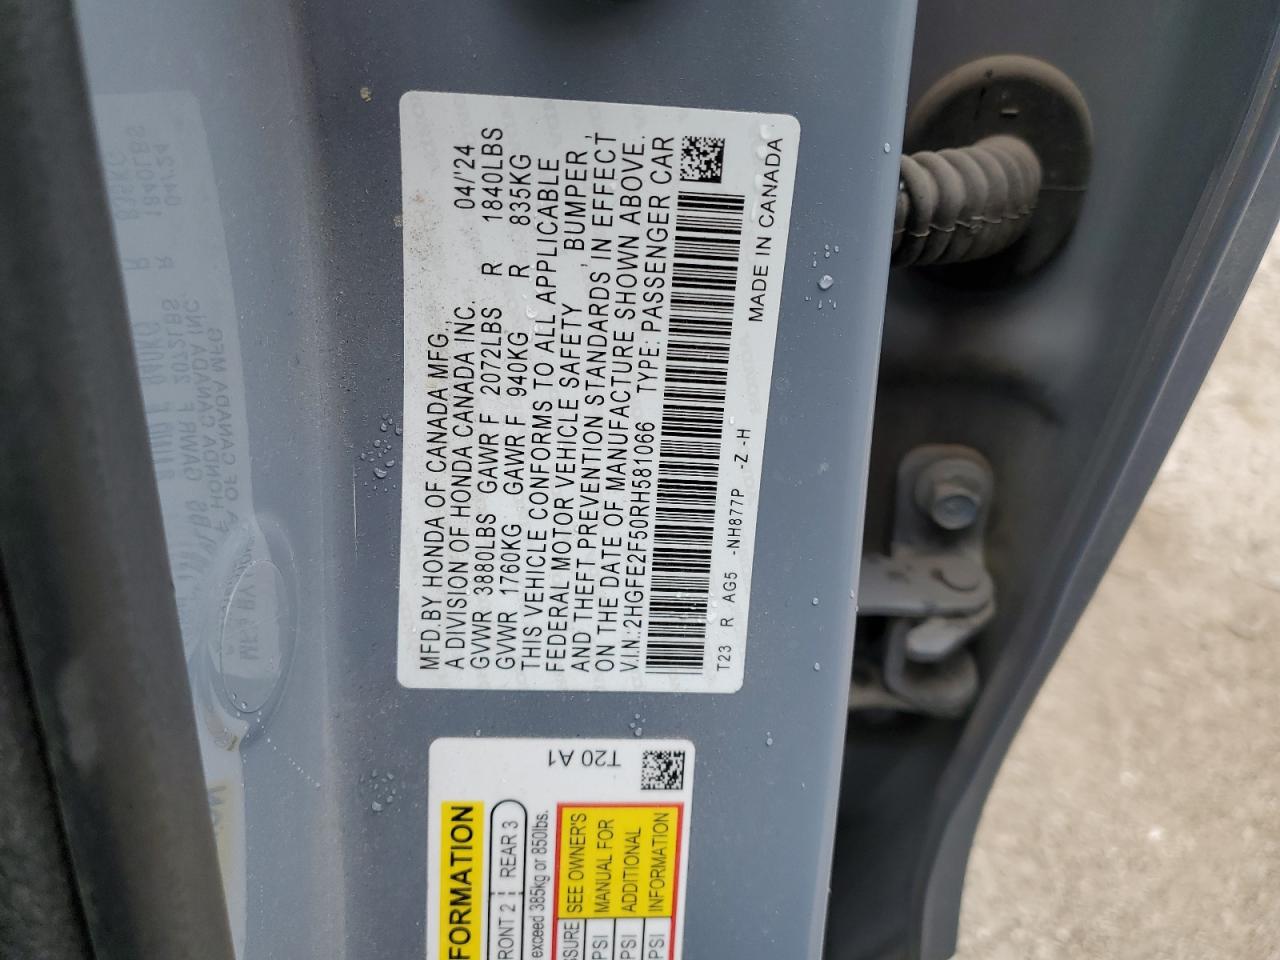 MFD.BY HONDA OF CANADA MFG., 04/'24
A DIVISION OF HONDA CANADA INC.
GVWR 3880LBS GAWR F 2072LBS R 1840LBS
GVWR 1760KG GAWR F 940KG R 835KG
THIS VEHICLE CONFORMS TO ALL APPLICABLE
FEDERAL MOTOR VEHICLE SAFETY , BUMPER,
AND THEFT PREVENTION STANDARDS IN EFFECT
ON THE DATE OF MANUFACTURE SHOWN ABOVE.
V.I.N.:2HGFE2F50RH581066 TYPE: PASSENGER CAR
T23 R AG5 -NH877P -Z -H
MADE IN CANADA
T20 A1
FORMATION
RONT 2 REAR 3
exceed 385kg or 850lbs.
SSURE
PSI
PSI
PSI
SEE OWNER'S
MANUAL FOR
ADDITIONAL
INFORMATION